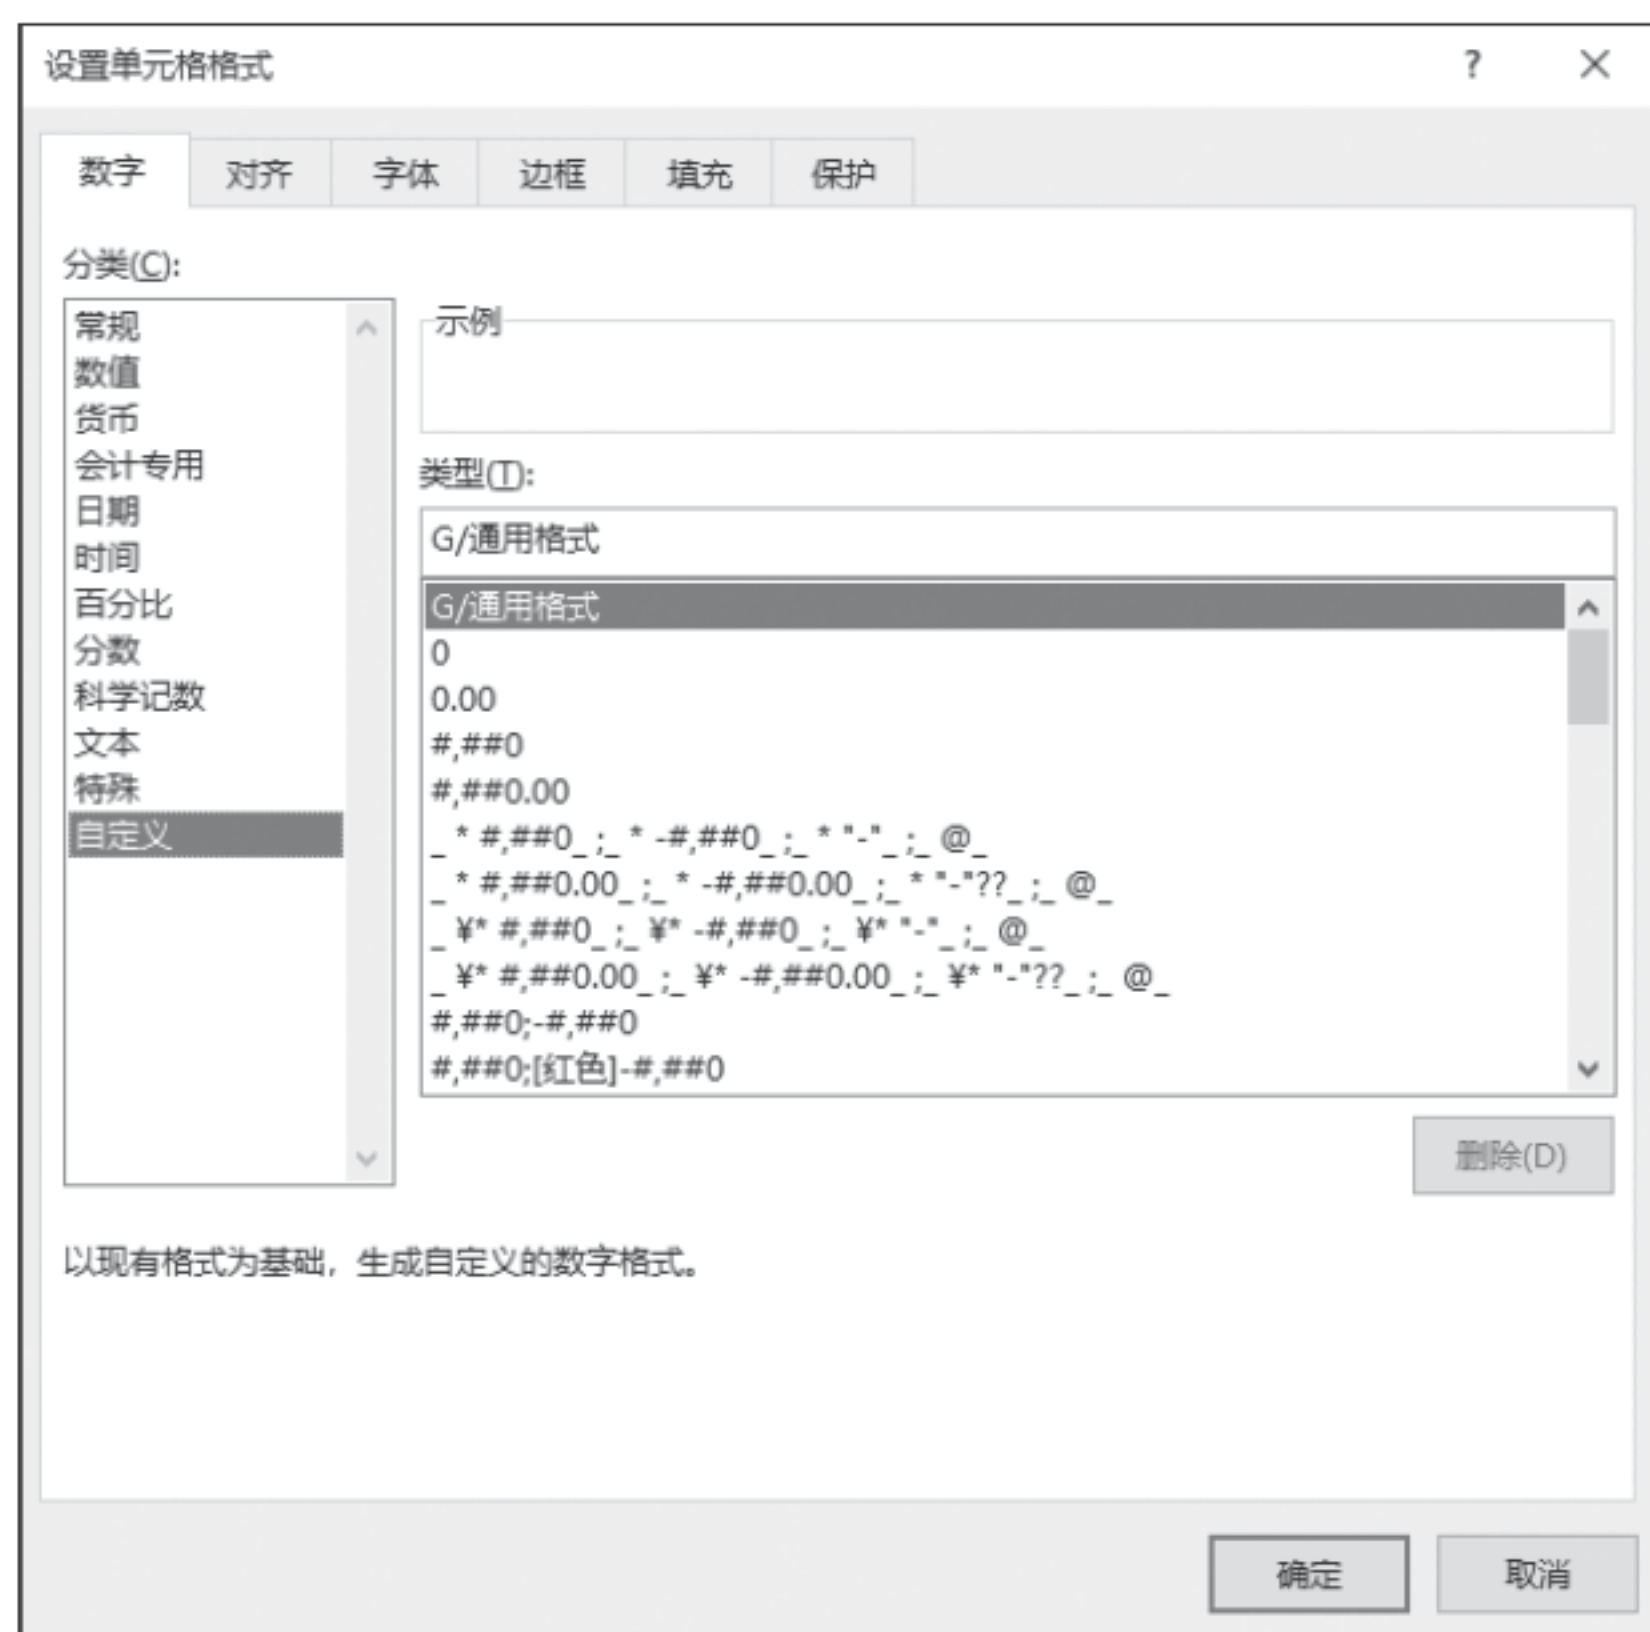 设置单元格格式
?
数字 对齐 字体 边框 填充 保护
分类(C):
常规
数值
货币
会计专用
日期
时间
百分比
分数
科学记数
文本
特殊
自定义
示例
类型(T):
G/通用格式
G/通用格式
0
0.00
#,##0
#,##0.00
_ * #,##0_ ;_ * -#,##0_ ;_ * "-"_ ;_ @_
_ * #,##0.00_ ;_ * -#,##0.00_ ;_ * "-"??_ ;_ @_
_ ¥* #,##0_ ;_ ¥* -#,##0_ ;_ ¥* "-"_ ;_ @_
_ ¥* #,##0.00_ ;_ ¥* -#,##0.00_ ;_ ¥* "-"??_ ;_ @_
#,##0;-#,##0
#,##0;[红色]-#,##0
删除(D)
以现有格式为基础，生成自定义的数字格式。
确定 取消